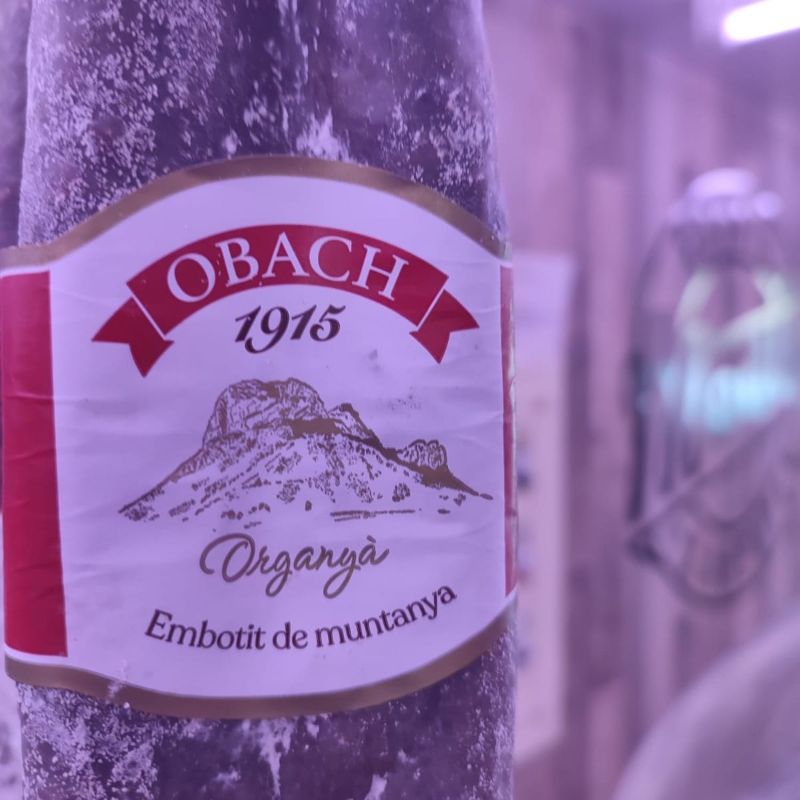 OBACH
1915
Organyà
Embotit de muntanya